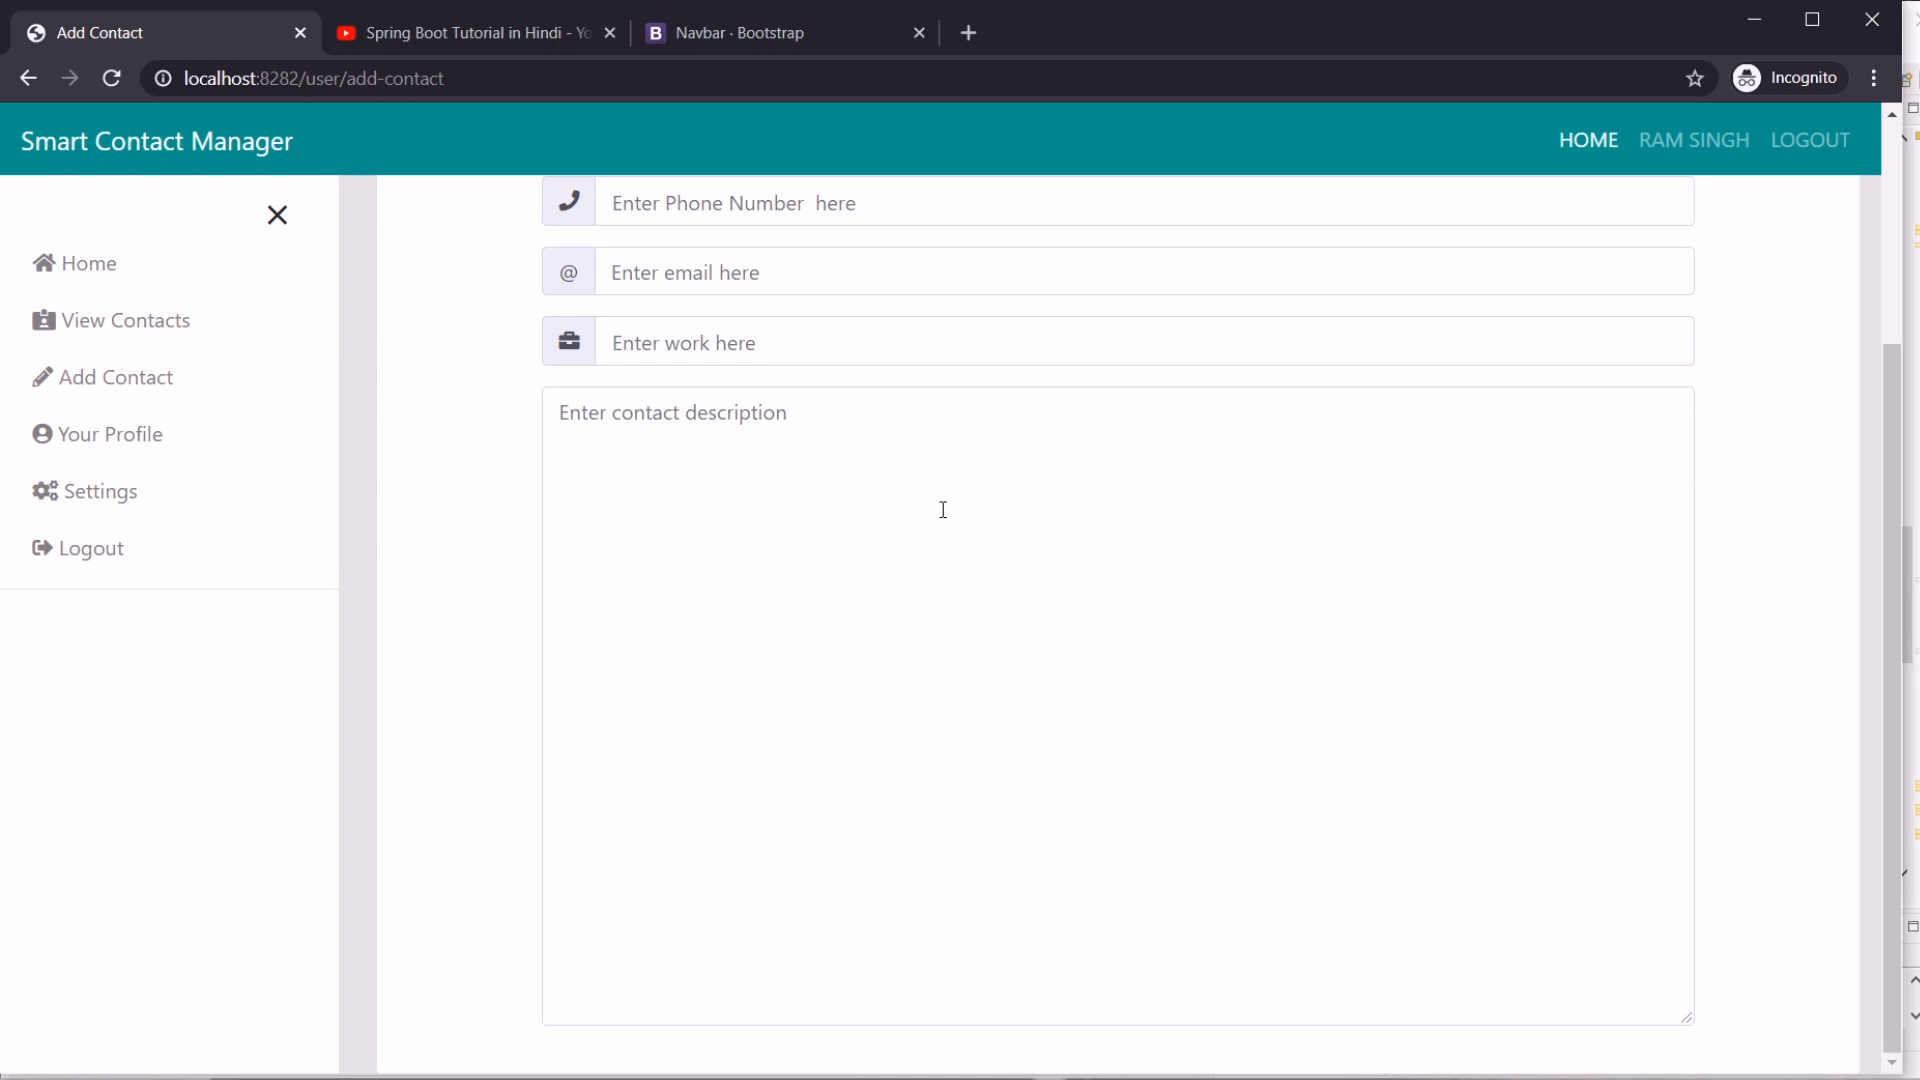 Add Contact
Spring Boot Tutorial in Hindi - Yo
Navbar · Bootstrap
localhost:8282/user/add-contact
Incognito
Smart Contact Manager
HOME RAM SINGH LOGOUT
Enter Phone Number  here
Home
@ Enter email here
View Contacts
Enter work here
Add Contact
Enter contact description
Your Profile
Settings
Logout